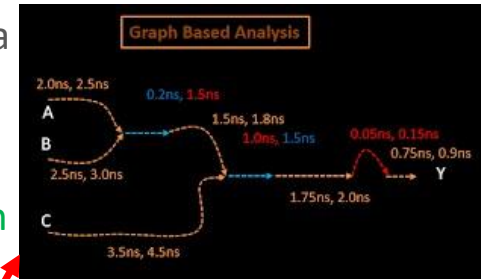 a
Graph Based Analysis
2.0ns, 2.5ns
0.2ns, 1.5ns
A
1.5ns, 1.8ns
1.0ns, 1.5ns
0.05ns, 0.15ns
B
0.75ns, 0.9ns
2.5ns, 3.0ns
Y
1.75ns, 2.0ns
C
n
3.5ns, 4.5ns